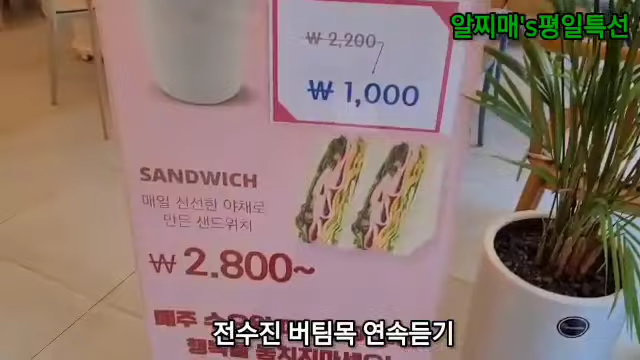 알찌매's평일특선
₩ 2,200
₩ 1,000
SANDWICH
매일 신선한 야채로
만든 샌드위치
₩ 2.800~
매주
전수진 버팀목 연속듣기